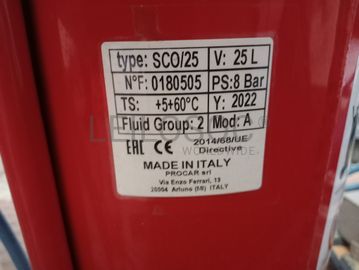 type: SCO/25 V: 25 L
N°F: 0180505 PS:8 Bar
TS: +5+60°C Y: 2022
Fluid Group: 2 Mod: A
EAC CE 2014/68/UE
Directive
MADE IN ITALY
PROCAR srl
Via Enzo Ferrari, 13
20004 Arluno (MI) ITALY